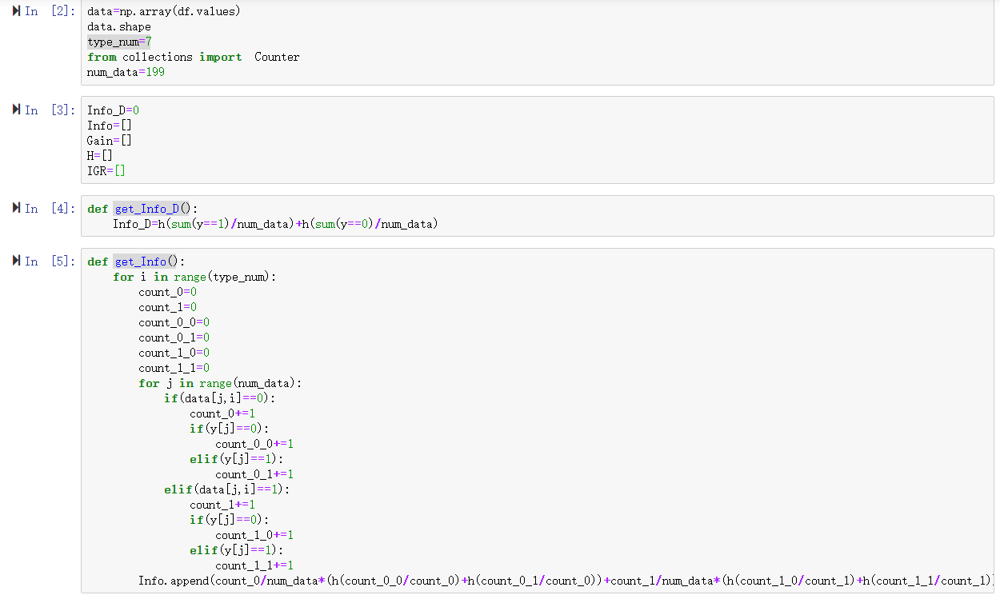 In [2]:
data=np.array(df.values)
data.shape
type_num=7
from collections import  Counter
num_data=199
In [3]:
Info_D=0
Info=[]
Gain=[]
H=[]
IGR=[]
In [4]:
def get_Info_D():
    Info_D=h(sum(y==1)/num_data)+h(sum(y==0)/num_data)
In [5]:
def get_Info():
    for i in range(type_num):
        count_0=0
        count_1=0
        count_0_0=0
        count_0_1=0
        count_1_0=0
        count_1_1=0
        for j in range(num_data):
            if(data[j,i]==0):
                count_0+=1
                if(y[j]==0):
                    count_0_0+=1
                elif(y[j]==1):
                    count_0_1+=1
            elif(data[j,i]==1):
                count_1+=1
                if(y[j]==0):
                    count_1_0+=1
                elif(y[j]==1):
                    count_1_1+=1
        Info.append(count_0/num_data*(h(count_0_0/count_0)+h(count_0_1/count_0))+count_1/num_data*(h(count_1_0/count_1)+h(count_1_1/count_1))